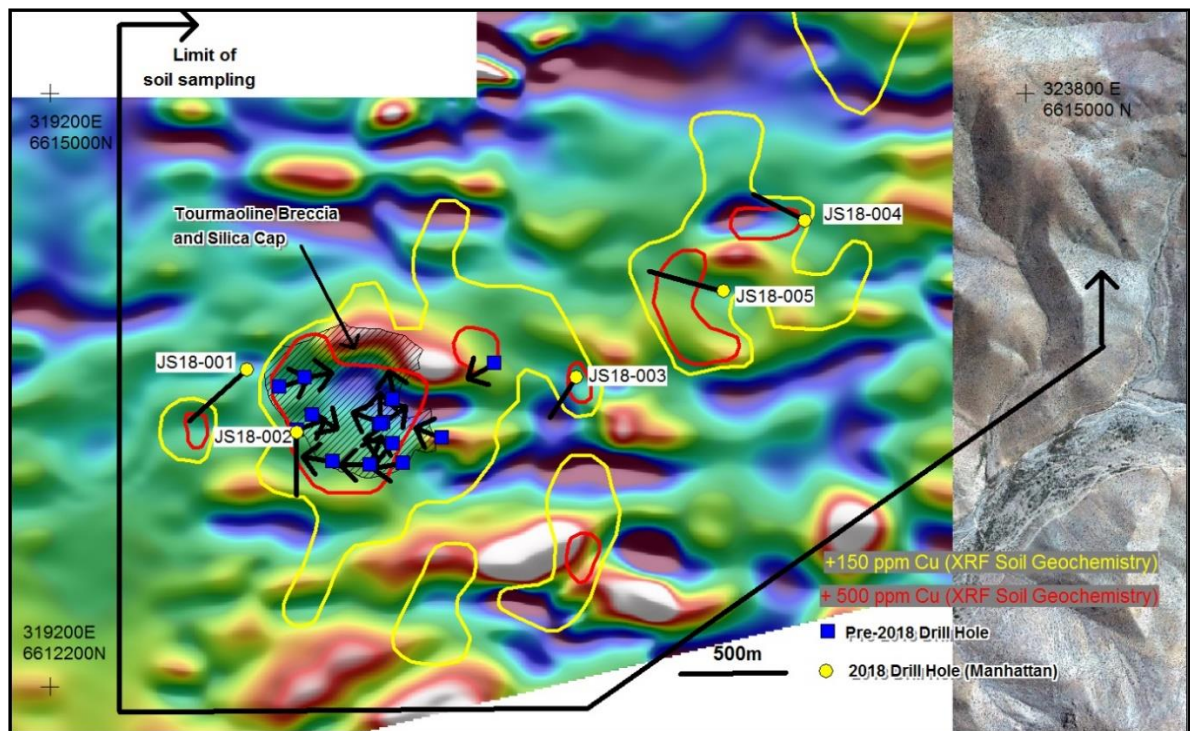 Limit of
soil sampling
319200E
6615000N
323800 E
6615000 N
Tourmaoline Breccia
and Silica Cap
JS18-004
JS18-005
JS18-001
JS18-003
JS18-002
+150 ppm Cu (XRF Soil Geochemistry)
+ 500 ppm Cu (XRF Soil Geochemistry)
Pre-2018 Drill Hole
319200E
6612200N
500m
2018 Drill Hole (Manhattan)